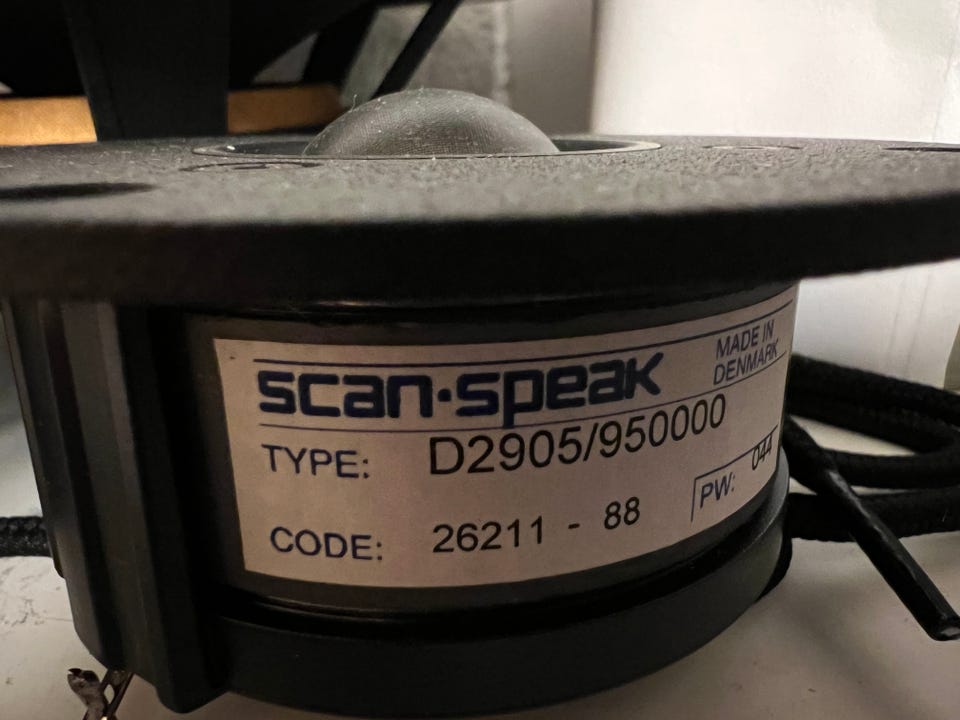 scan·speak
MADE IN
DENMARK
TYPE: D2905/950000
CODE: 26211 - 88
PW: 044